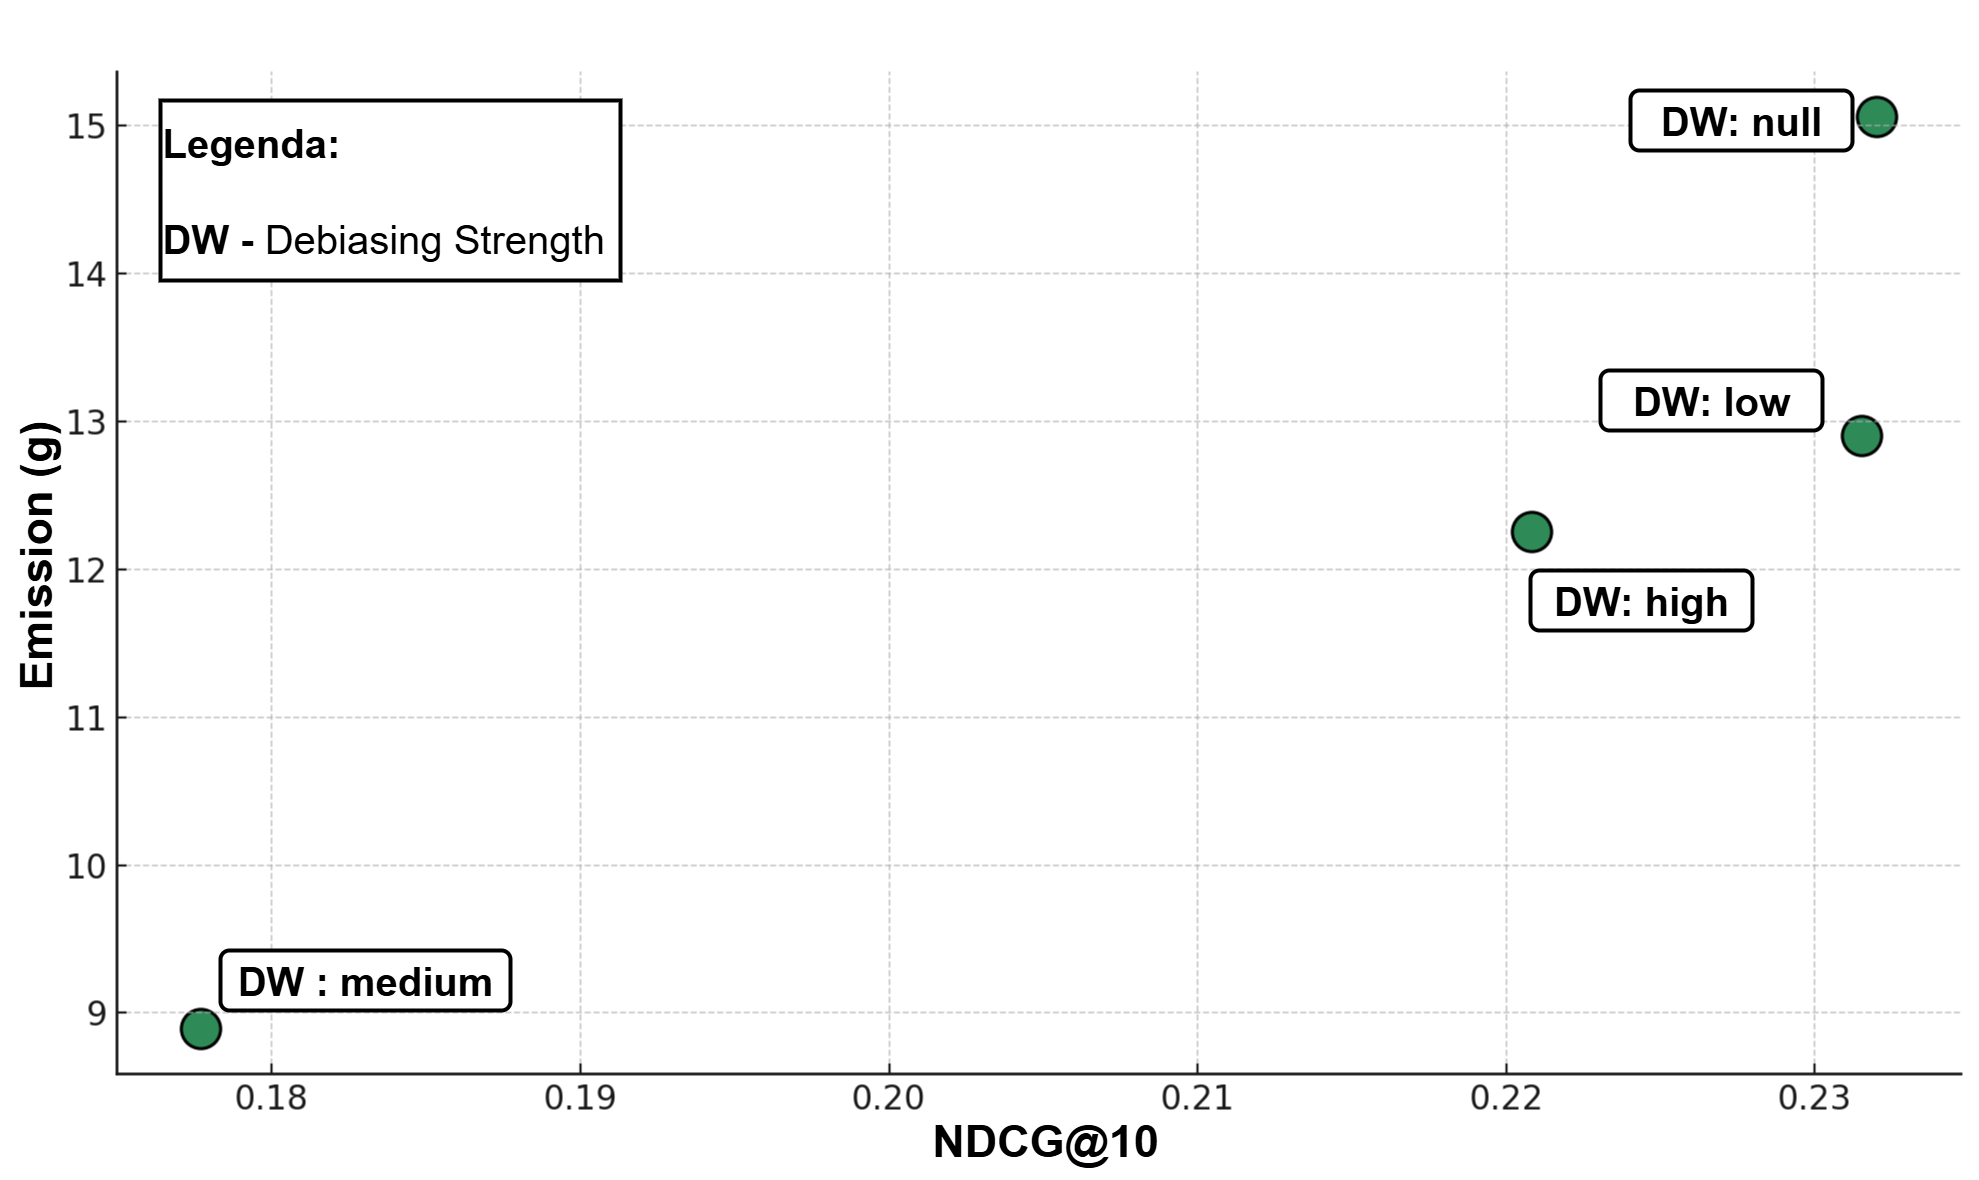 Legenda:
DW - Debiasing Strength
DW: null
DW: low
DW: high
DW : medium
Emission (g)
15
14
13
12
11
10
9
0.18
0.19
0.20
0.21
0.22
0.23
NDCG@10